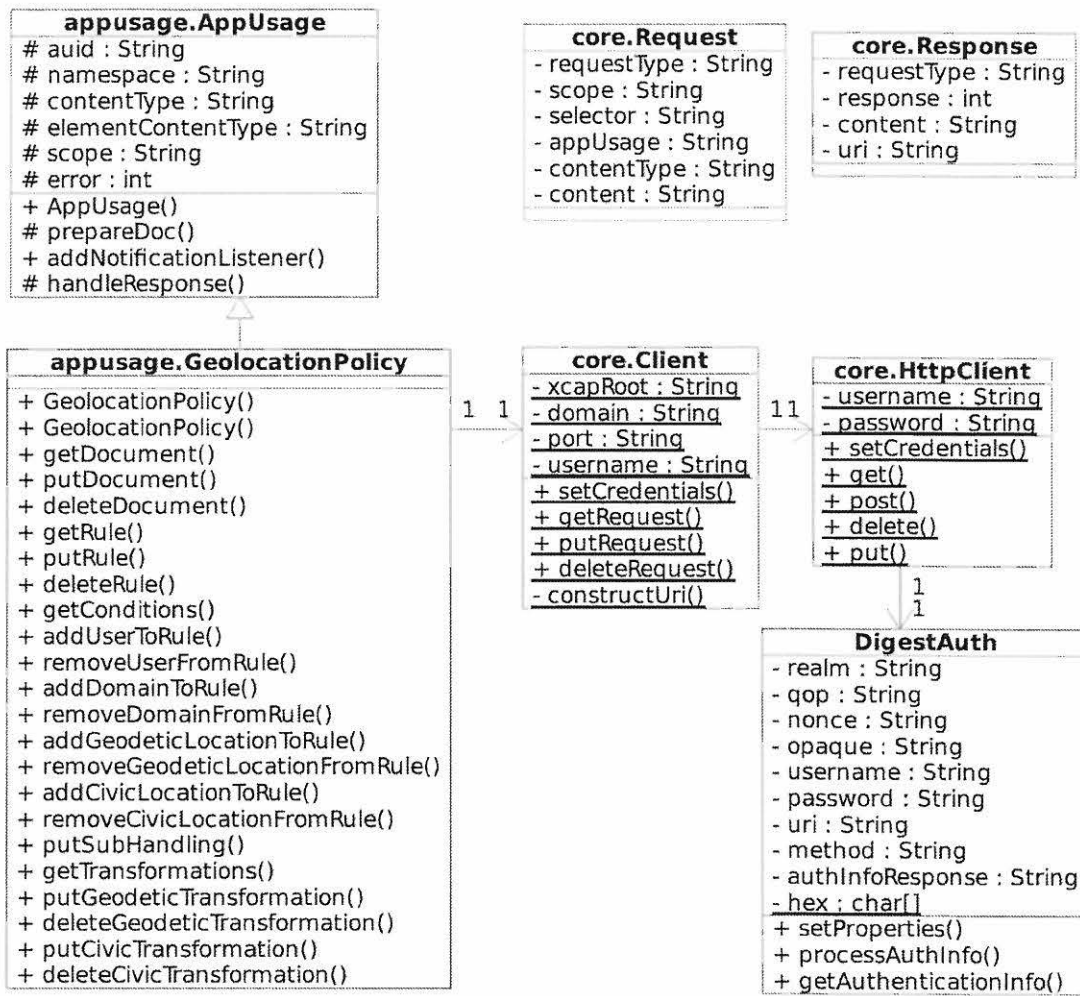 appusage.AppUsage
# auid : String
# namespace : String
# contentType : String
# elementContentType : String
# scope : String
# error : int
+ AppUsage()
# prepareDoc()
+ addNotificationListener()
# handleResponse()
core.Request
- requestType : String
- scope : String
- selector : String
- appUsage : String
- contentType : String
- content : String
core.Response
- requestType : String
- response : int
- content : String
- uri : String
appusage.GeolocationPolicy
+ GeolocationPolicy()
+ GeolocationPolicy()
+ getDocument()
+ putDocument()
+ deleteDocument()
+ getRule()
+ putRule()
+ deleteRule()
+ getConditions()
+ addUserToRule()
+ removeUserFromRule()
+ addDomainToRule()
+ removeDomainFromRule()
+ addGeodeticLocationToRule()
+ removeGeodeticLocationFromRule()
+ addCivicLocationToRule()
+ removeCivicLocationFromRule()
+ putSubHandling()
+ getTransformations()
+ putGeodeticTransformation()
+ deleteGeodeticTransformation()
+ putCivicTransformation()
+ deleteCivicTransformation()
1 1
core.Client
- xcapRoot : String
- domain : String
- port : String
- username : String
+ setCredentials()
+ getRequest()
+ putRequest()
+ deleteRequest()
- constructUri()
11
core.HttpClient
- username : String
- password : String
+ setCredentials()
+ get()
+ post()
+ delete()
+ put()
1
1
DigestAuth
- realm : String
- qop : String
- nonce : String
- opaque : String
- username : String
- password : String
- uri : String
- method : String
- authInfoResponse : String
- hex : char[]
+ setProperties()
+ processAuthInfo()
+ getAuthenticationInfo()